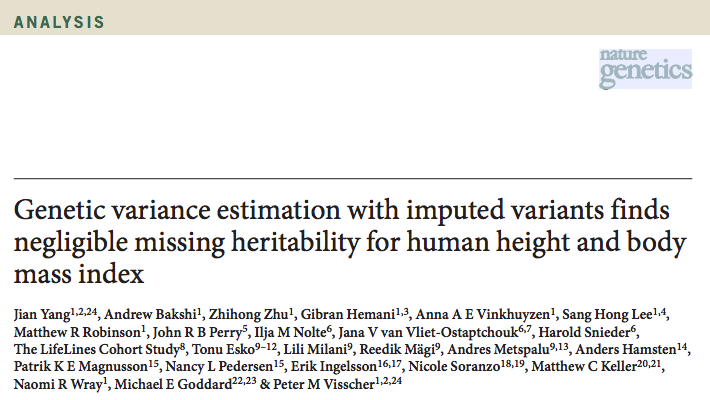 ANALYSIS
nature
genetics
Genetic variance estimation with imputed variants finds
negligible missing heritability for human height and body
mass index
Jian Yang1,2,24, Andrew Bakshi1, Zhihong Zhu1, Gibran Hemani1,3, Anna A E Vinkhuyzen1, Sang Hong Lee1,4,
Matthew R Robinson1, John R B Perry5, Ilja M Nolte6, Jana V van Vliet-Ostaptchouk6,7, Harold Snieder6,
The LifeLines Cohort Study8, Tonu Esko9–12, Lili Milani9, Reedik Mägi9, Andres Metspalu9,13, Anders Hamsten14,
Patrik K E Magnusson15, Nancy L Pedersen15, Erik Ingelsson16,17, Nicole Soranzo18,19, Matthew C Keller20,21,
Naomi R Wray1, Michael E Goddard22,23 & Peter M Visscher1,2,24